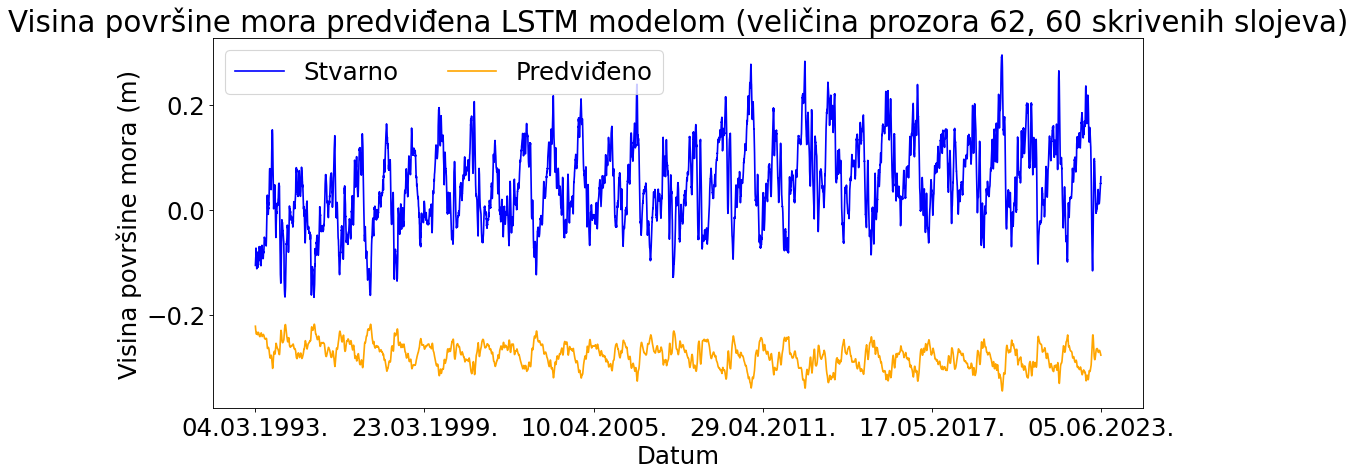 Visina površine mora predviđena LSTM modelom (veličina prozora 62, 60 skrivenih slojeva)
Stvarno Predviđeno
Visina površine mora (m)
0.2
0.0
−0.2
04.03.1993. 23.03.1999. 10.04.2005. 29.04.2011. 17.05.2017. 05.06.2023.
Datum